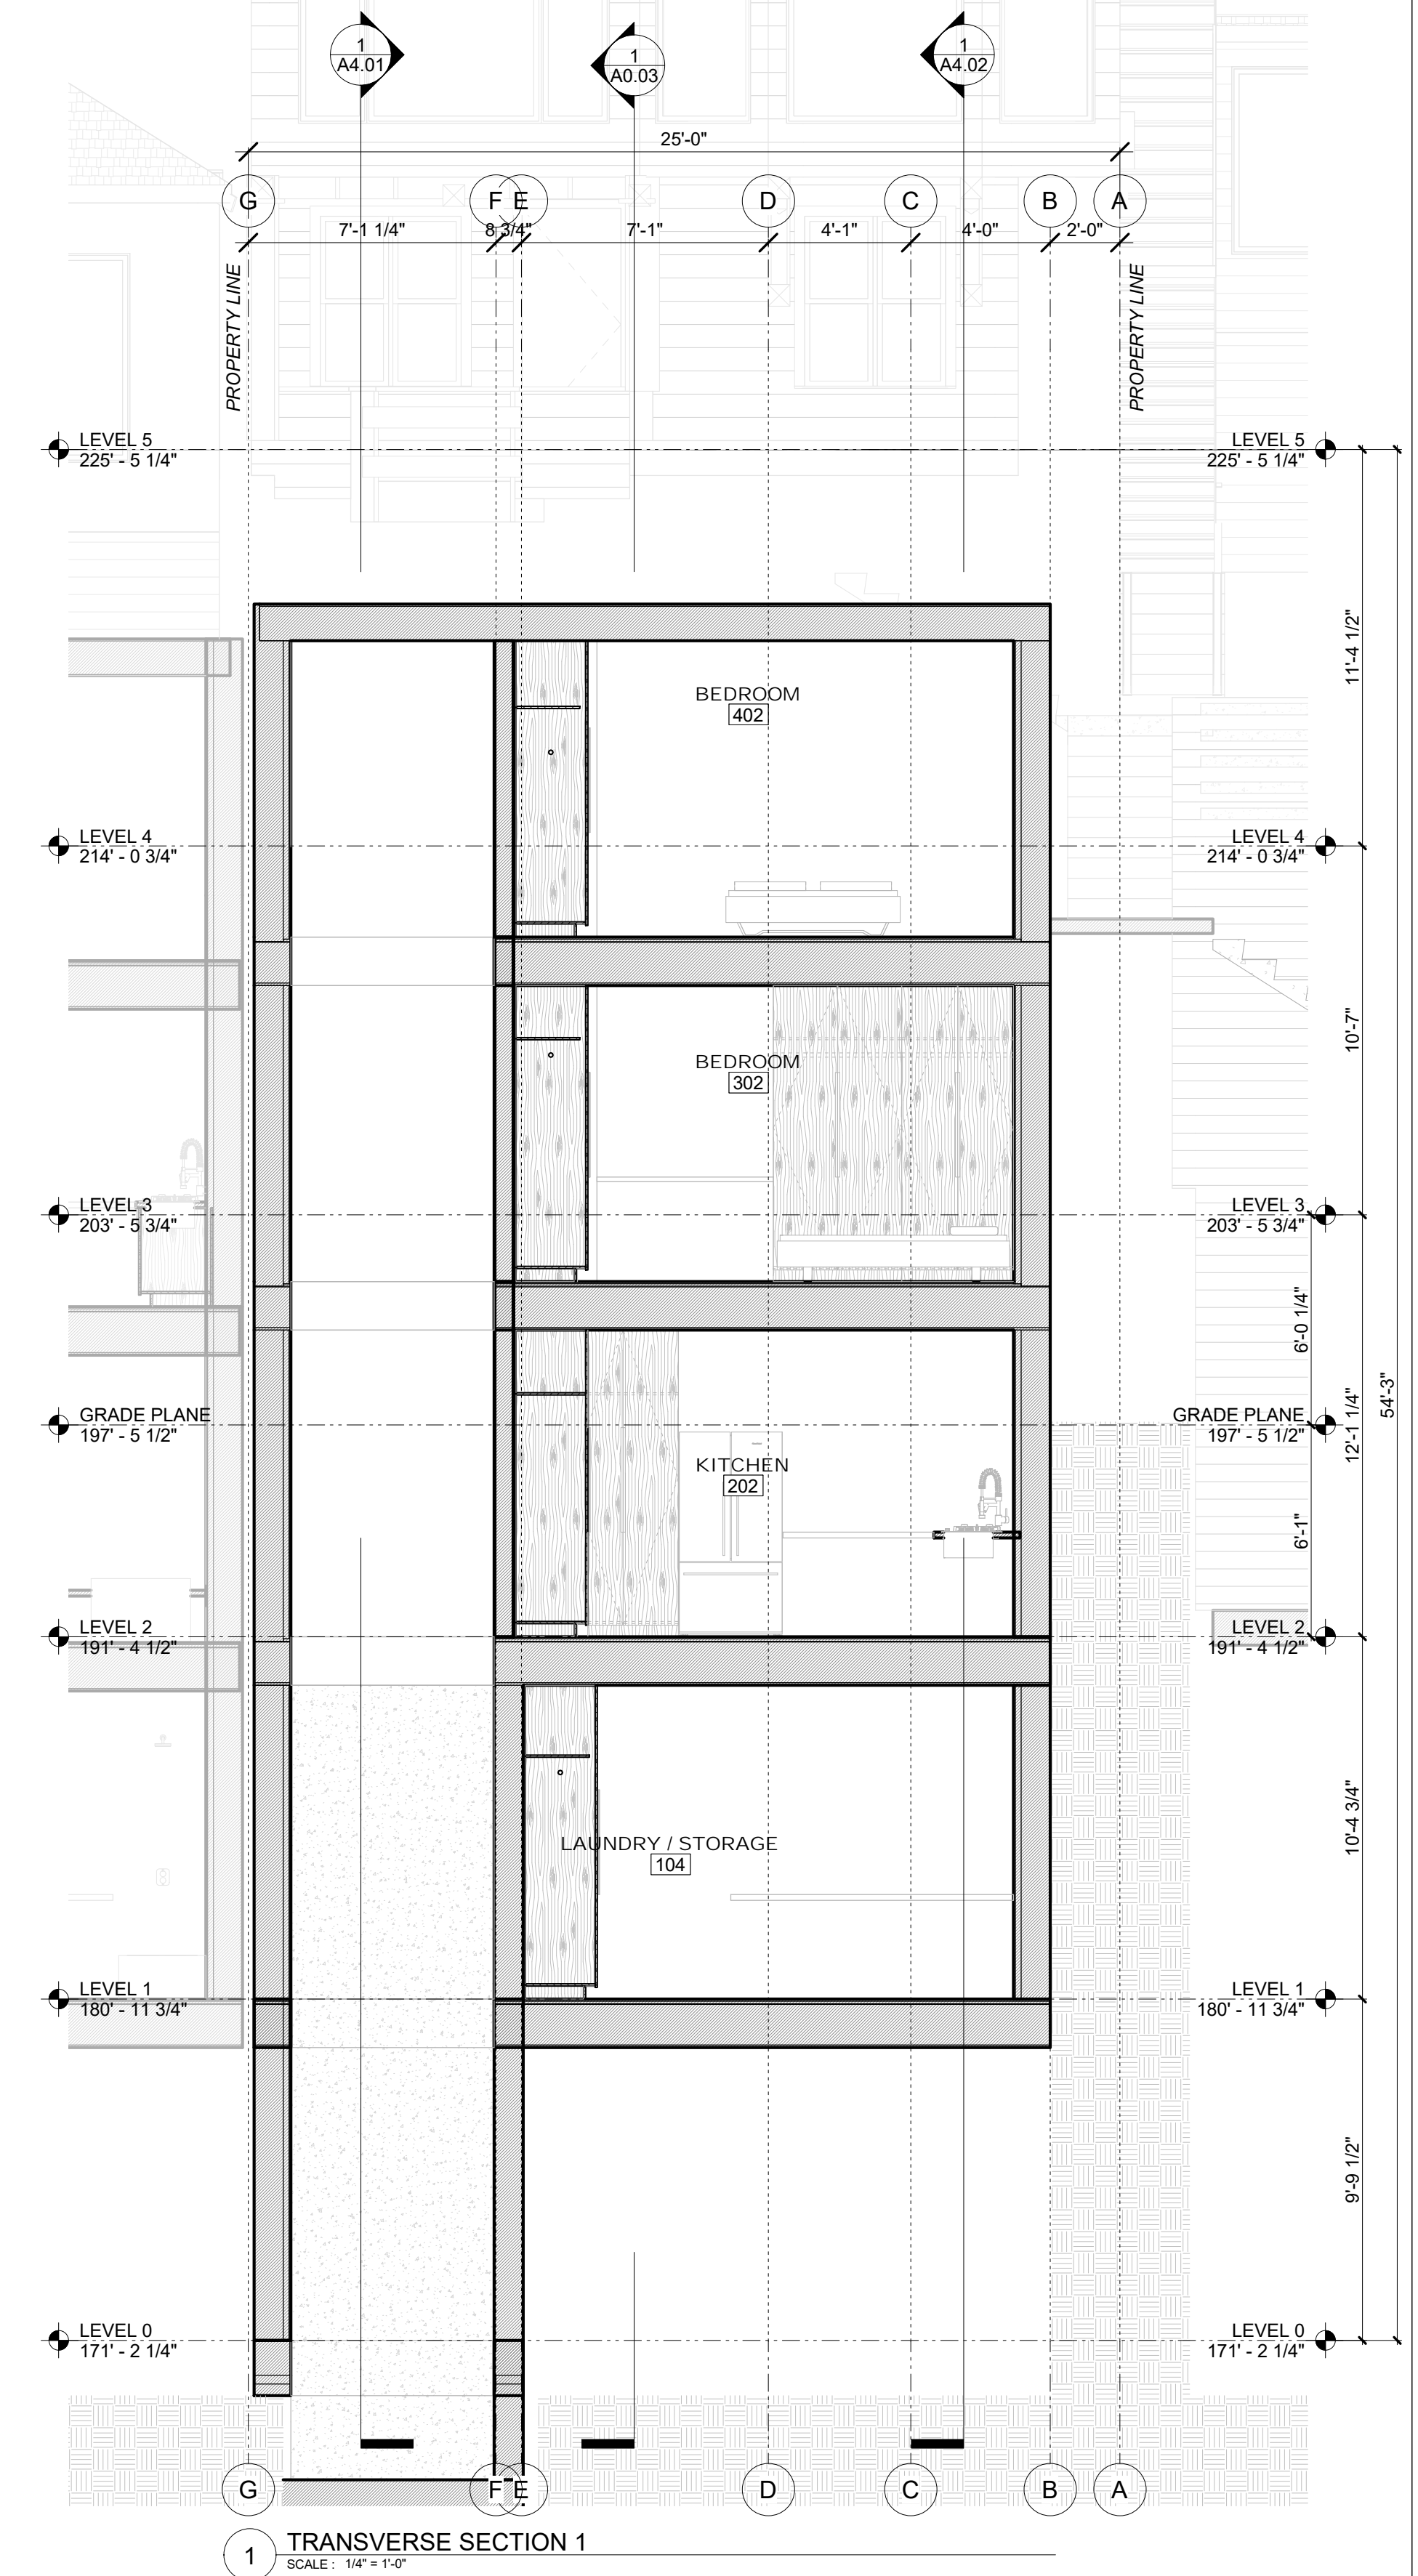 1
A4.01
1
A0.03
1
A4.02
25'-0"
G
F
E
D
C
B
A
7'-1 1/4"
8 3/4"
7'-1"
4'-1"
4'-0"
2'-0"
PROPERTY LINE
PROPERTY LINE
LEVEL 5
225' - 5 1/4"
LEVEL 5
225' - 5 1/4"
11'-4 1/2"
BEDROOM
402
LEVEL 4
214' - 0 3/4"
LEVEL 4
214' - 0 3/4"
10'-7"
BEDROOM
302
LEVEL 3
203' - 5 3/4"
LEVEL 3
203' - 5 3/4"
6'-0 1/4"
54'-3"
GRADE PLANE
197' - 5 1/2"
GRADE PLANE
197' - 5 1/2"
12'-1 1/4"
KITCHEN
202
6'-1"
LEVEL 2
191' - 4 1/2"
LEVEL 2
191' - 4 1/2"
10'-4 3/4"
LAUNDRY / STORAGE
104
LEVEL 1
180' - 11 3/4"
LEVEL 1
180' - 11 3/4"
9'-9 1/2"
LEVEL 0
171' - 2 1/4"
LEVEL 0
171' - 2 1/4"
G
F
E
D
C
B
A
1
TRANSVERSE SECTION 1
SCALE : 1/4" = 1'-0"